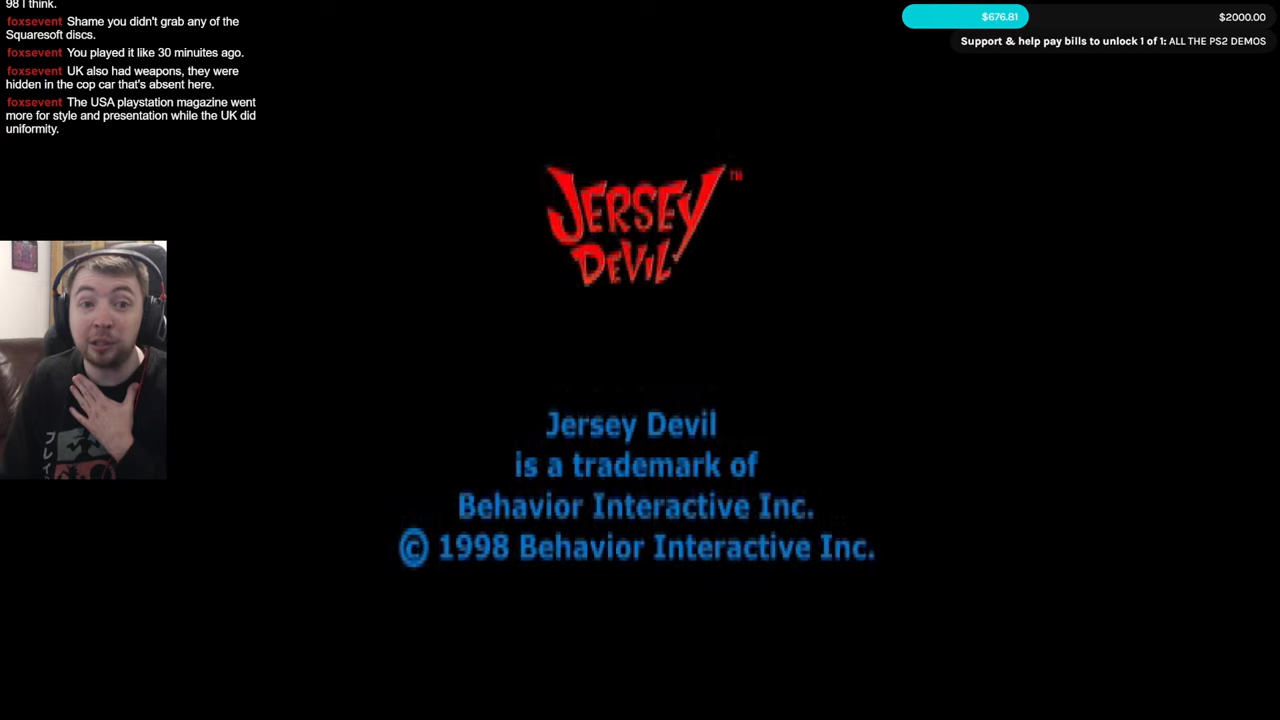 98 I think.
foxsevent Shame you didn't grab any of the
Squaresoft discs.
foxsevent You played it like 30 minuites ago.
foxsevent UK also had weapons, they were
hidden in the cop car that's absent here.
foxsevent The USA playstation magazine went
more for style and presentation while the UK did
uniformity.
$676.81
$2000.00
Support & help pay bills to unlock 1 of 1: ALL THE PS2 DEMOS
JERSEY
DEVIL
TM
Jersey Devil
is a trademark of
Behavior Interactive Inc.
© 1998 Behavior Interactive Inc.
プレイ